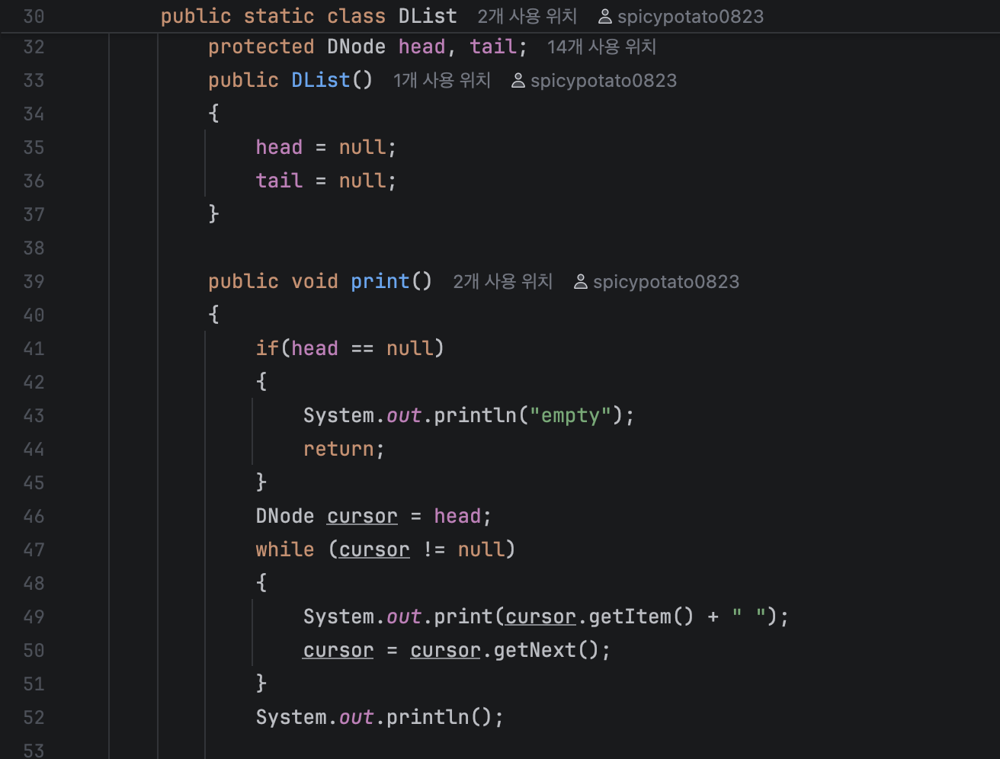 30 public static class DList 2개 사용 위치 spicypotato0823
32 protected DNode head, tail; 14개 사용 위치
33 public DList() 1개 사용 위치 spicypotato0823
34 {
35 head = null;
36 tail = null;
37 }
38
39 public void print() 2개 사용 위치 spicypotato0823
40 {
41 if(head == null)
42 {
43 System.out.println("empty");
44 return;
45 }
46 DNode cursor = head;
47 while (cursor != null)
48 {
49 System.out.print(cursor.getItem() + " ");
50 cursor = cursor.getNext();
51 }
52 System.out.println();
53